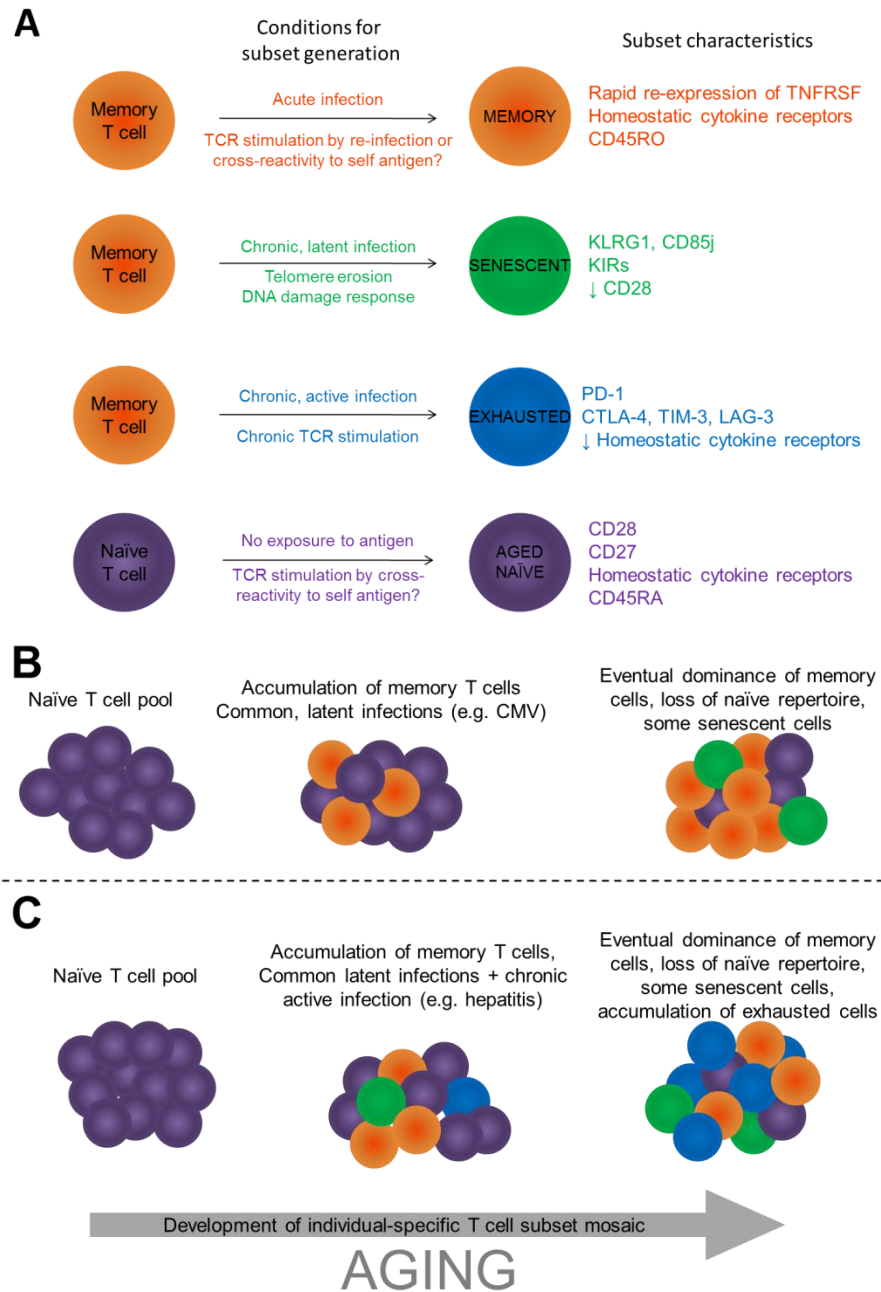 A
Conditions for
subset generation
Subset characteristics
Memory
T cell
Acute infection
TCR stimulation by re-infection or
cross-reactivity to self antigen?
MEMORY
Rapid re-expression of TNFRSF
Homeostatic cytokine receptors
CD45RO
Memory
T cell
Chronic, latent infection
Telomere erosion
DNA damage response
SENESCENT
KLRG1, CD85j
KIRs
↓ CD28
Memory
T cell
Chronic, active infection
Chronic TCR stimulation
EXHAUSTED
PD-1
CTLA-4, TIM-3, LAG-3
↓ Homeostatic cytokine receptors
Naïve
T cell
No exposure to antigen
TCR stimulation by cross-
reactivity to self antigen?
AGED
NAÏVE
CD28
CD27
Homeostatic cytokine receptors
CD45RA
B
Naïve T cell pool
Accumulation of memory T cells
Common, latent infections (e.g. CMV)
Eventual dominance of memory
cells, loss of naïve repertoire,
some senescent cells
C
Naïve T cell pool
Accumulation of memory T cells,
Common latent infections + chronic
active infection (e.g. hepatitis)
Eventual dominance of memory
cells, loss of naïve repertoire,
some senescent cells,
accumulation of exhausted cells
Development of individual-specific T cell subset mosaic
AGING